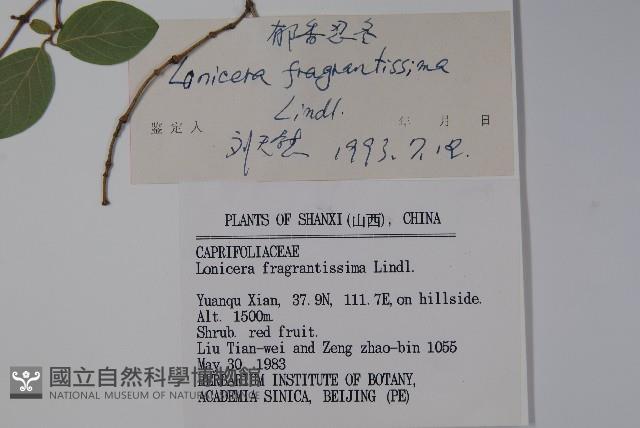 郁香忍冬
Lonicera fragrantissima
Lindl.
鉴定人 年 月 日
刘天慰 1993.7.12.
PLANTS OF SHANXI(山西), CHINA
CAPRIFOLIACEAE
Lonicera fragrantissima Lindl.
Yuanqu Xian, 37.9N, 111.7E, on hillside.
Alt. 1500m.
Shrub. red fruit.
Liu Tian-wei and Zeng zhao-bin 1055
May 30, 1983
HERBARIUM INSTITUTE OF BOTANY,
ACADEMIA SINICA, BEIJING (PE)
國立自然科學博物館
NATIONAL MUSEUM OF NATURAL SCIENCE